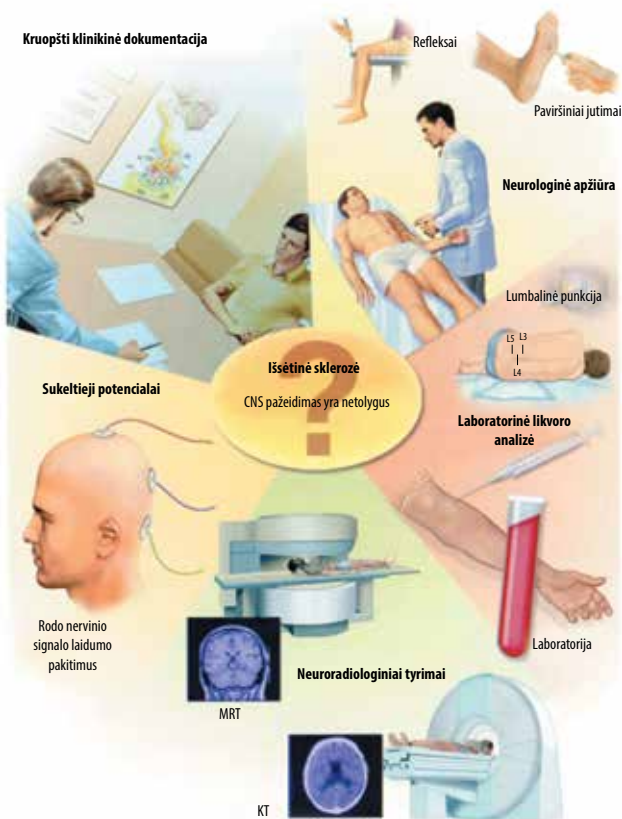 Kruopšti klinikinė dokumentacija
Refleksai
Paviršiniai jutimai
Neurologinė apžiūra
Lumbalinė punkcija
L5 L3
L4
Išsėtinė sklerozė
CNS pažeidimas yra netolygus
Sukeltieji potencialai
Laboratorinė likvoro
analizė
Rodo nervinio
signalo laidumo
pakitimus
Laboratorija
Neuroradiologiniai tyrimai
MRT
KT